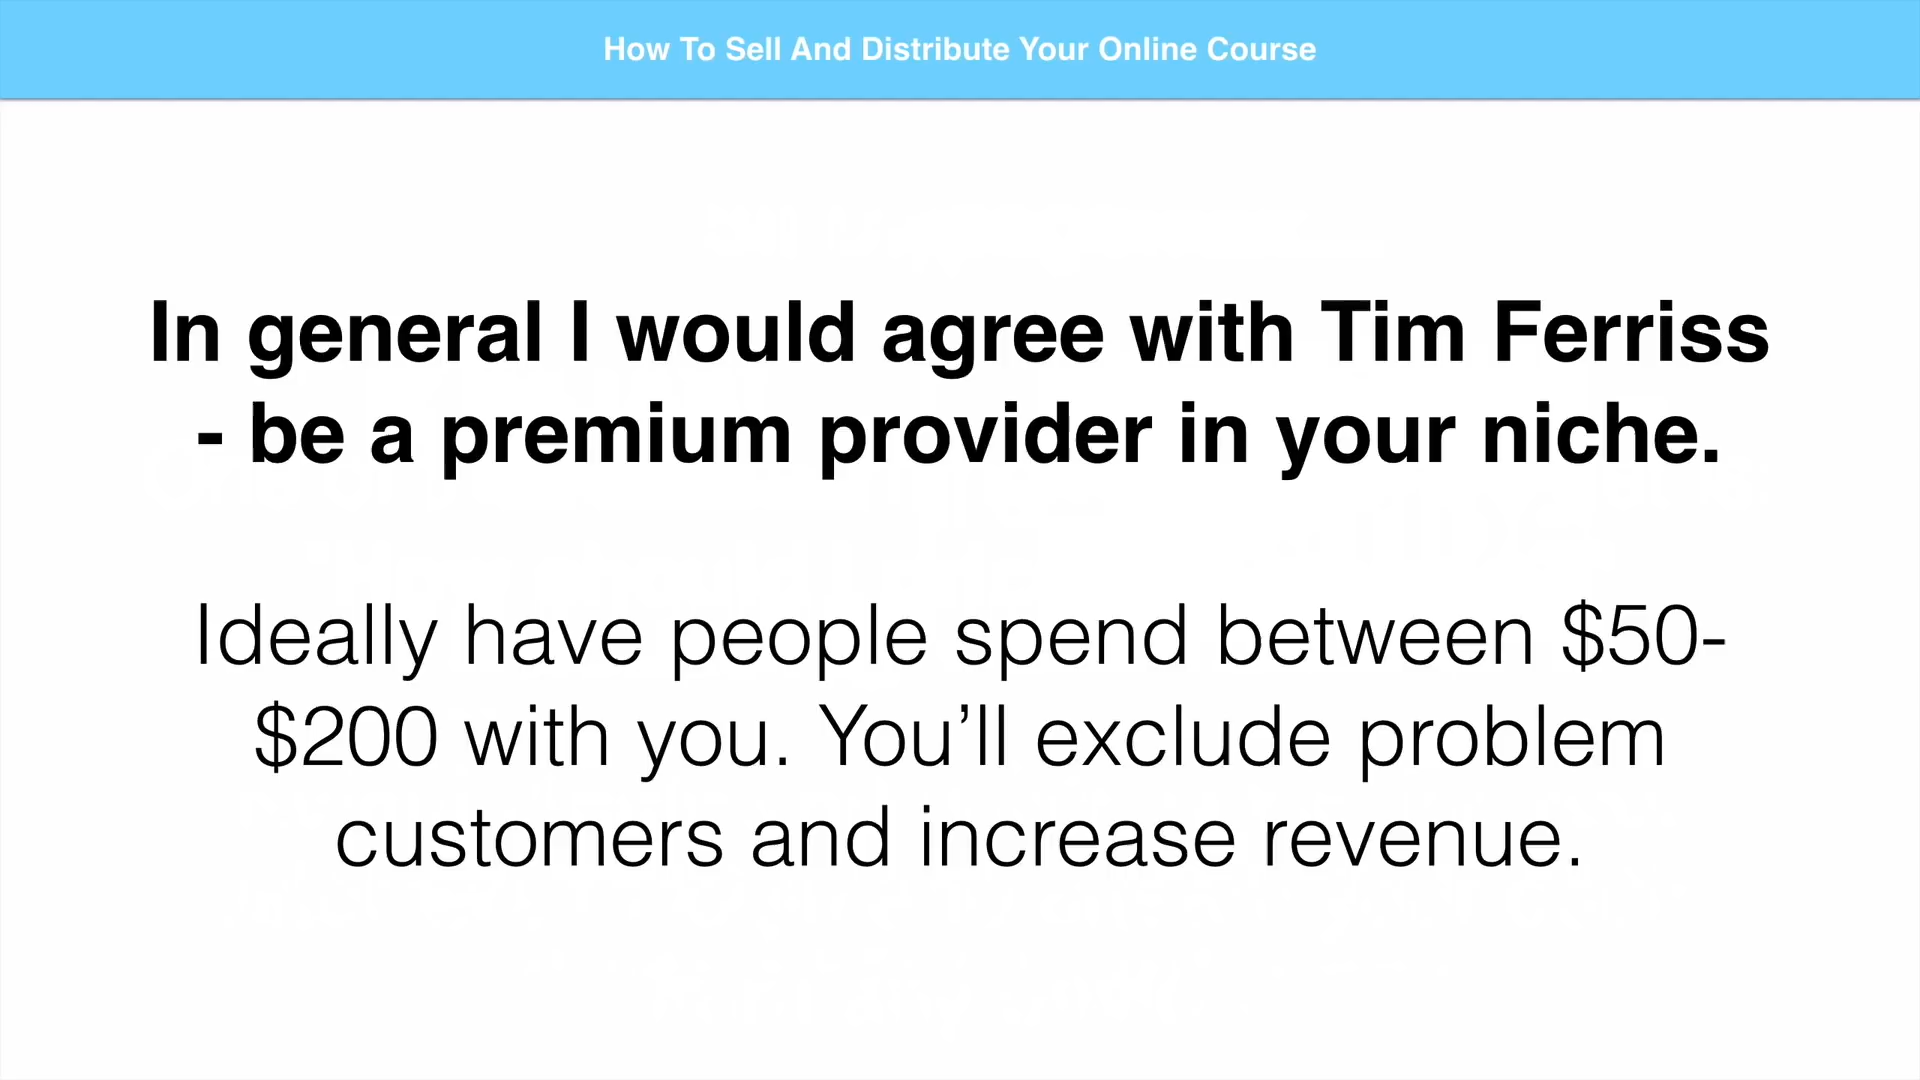 How To Sell And Distribute Your Online Course
In general I would agree with Tim Ferriss
- be a premium provider in your niche.
Ideally have people spend between $50-
$200 with you. You’ll exclude problem
customers and increase revenue.